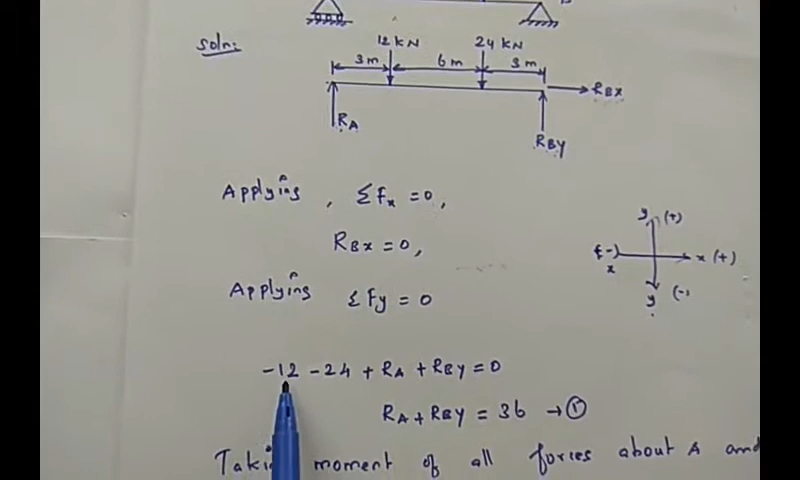 Soln:
12 kN 24 kN
3m 6m 3m
RBX
RA
RBY
Applying, ΣFx = 0,
RBX = 0,
y (+)
(-) x x (+)
y (-)
Applying ΣFy = 0
-12 - 24 + RA + RBY = 0
RA + RBY = 36 → ①
Taking moment of all forces about A and